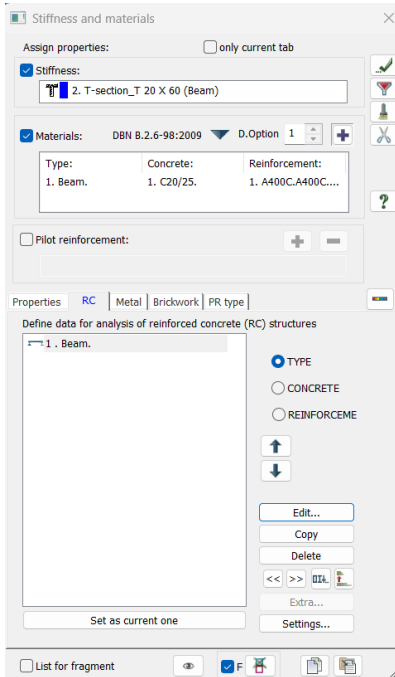 Stiffness and materials
Assign properties:
only current tab
Stiffness:
2. T-section_T 20 X 60 (Beam)
Materials:
DBN B.2.6-98:2009
D.Option
1
Type:
Concrete:
Reinforcement:
1. Beam.
1. C20/25.
1. A400C.A400C....
Pilot reinforcement:
Properties
RC
Metal
Brickwork
PR type
Define data for analysis of reinforced concrete (RC) structures
1 . Beam.
TYPE
CONCRETE
REINFORCEME
Edit...
Copy
Delete
<<
>>
Extra...
Set as current one
Settings...
List for fragment
F